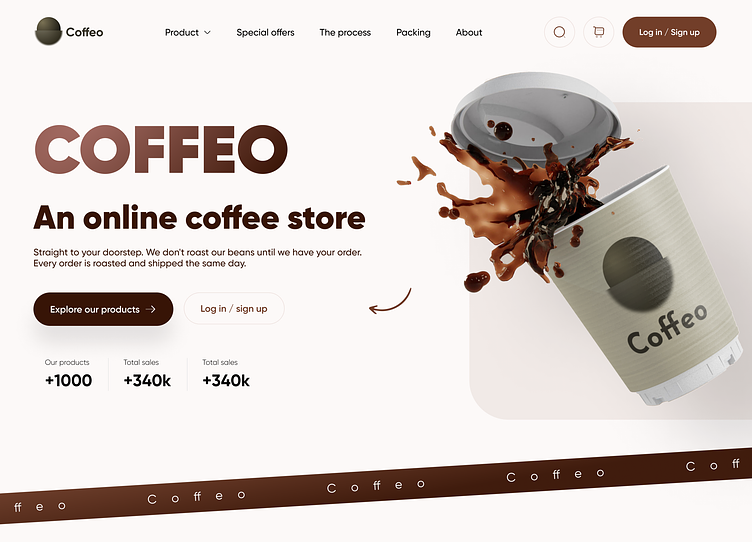 Coffeo
Product
Special offers
The process
Packing
About
Log in / Sign up
COFFEO
An online coffee store
Straight to your doorstep. We don't roast our beans until we have your order.
Every order is roasted and shipped the same day.
Explore our products
Log in / sign up
Our products
+1000
Total sales
+340k
Total sales
+340k
Coffeo
ffeo Coffeo Coffeo Coffeo Coff